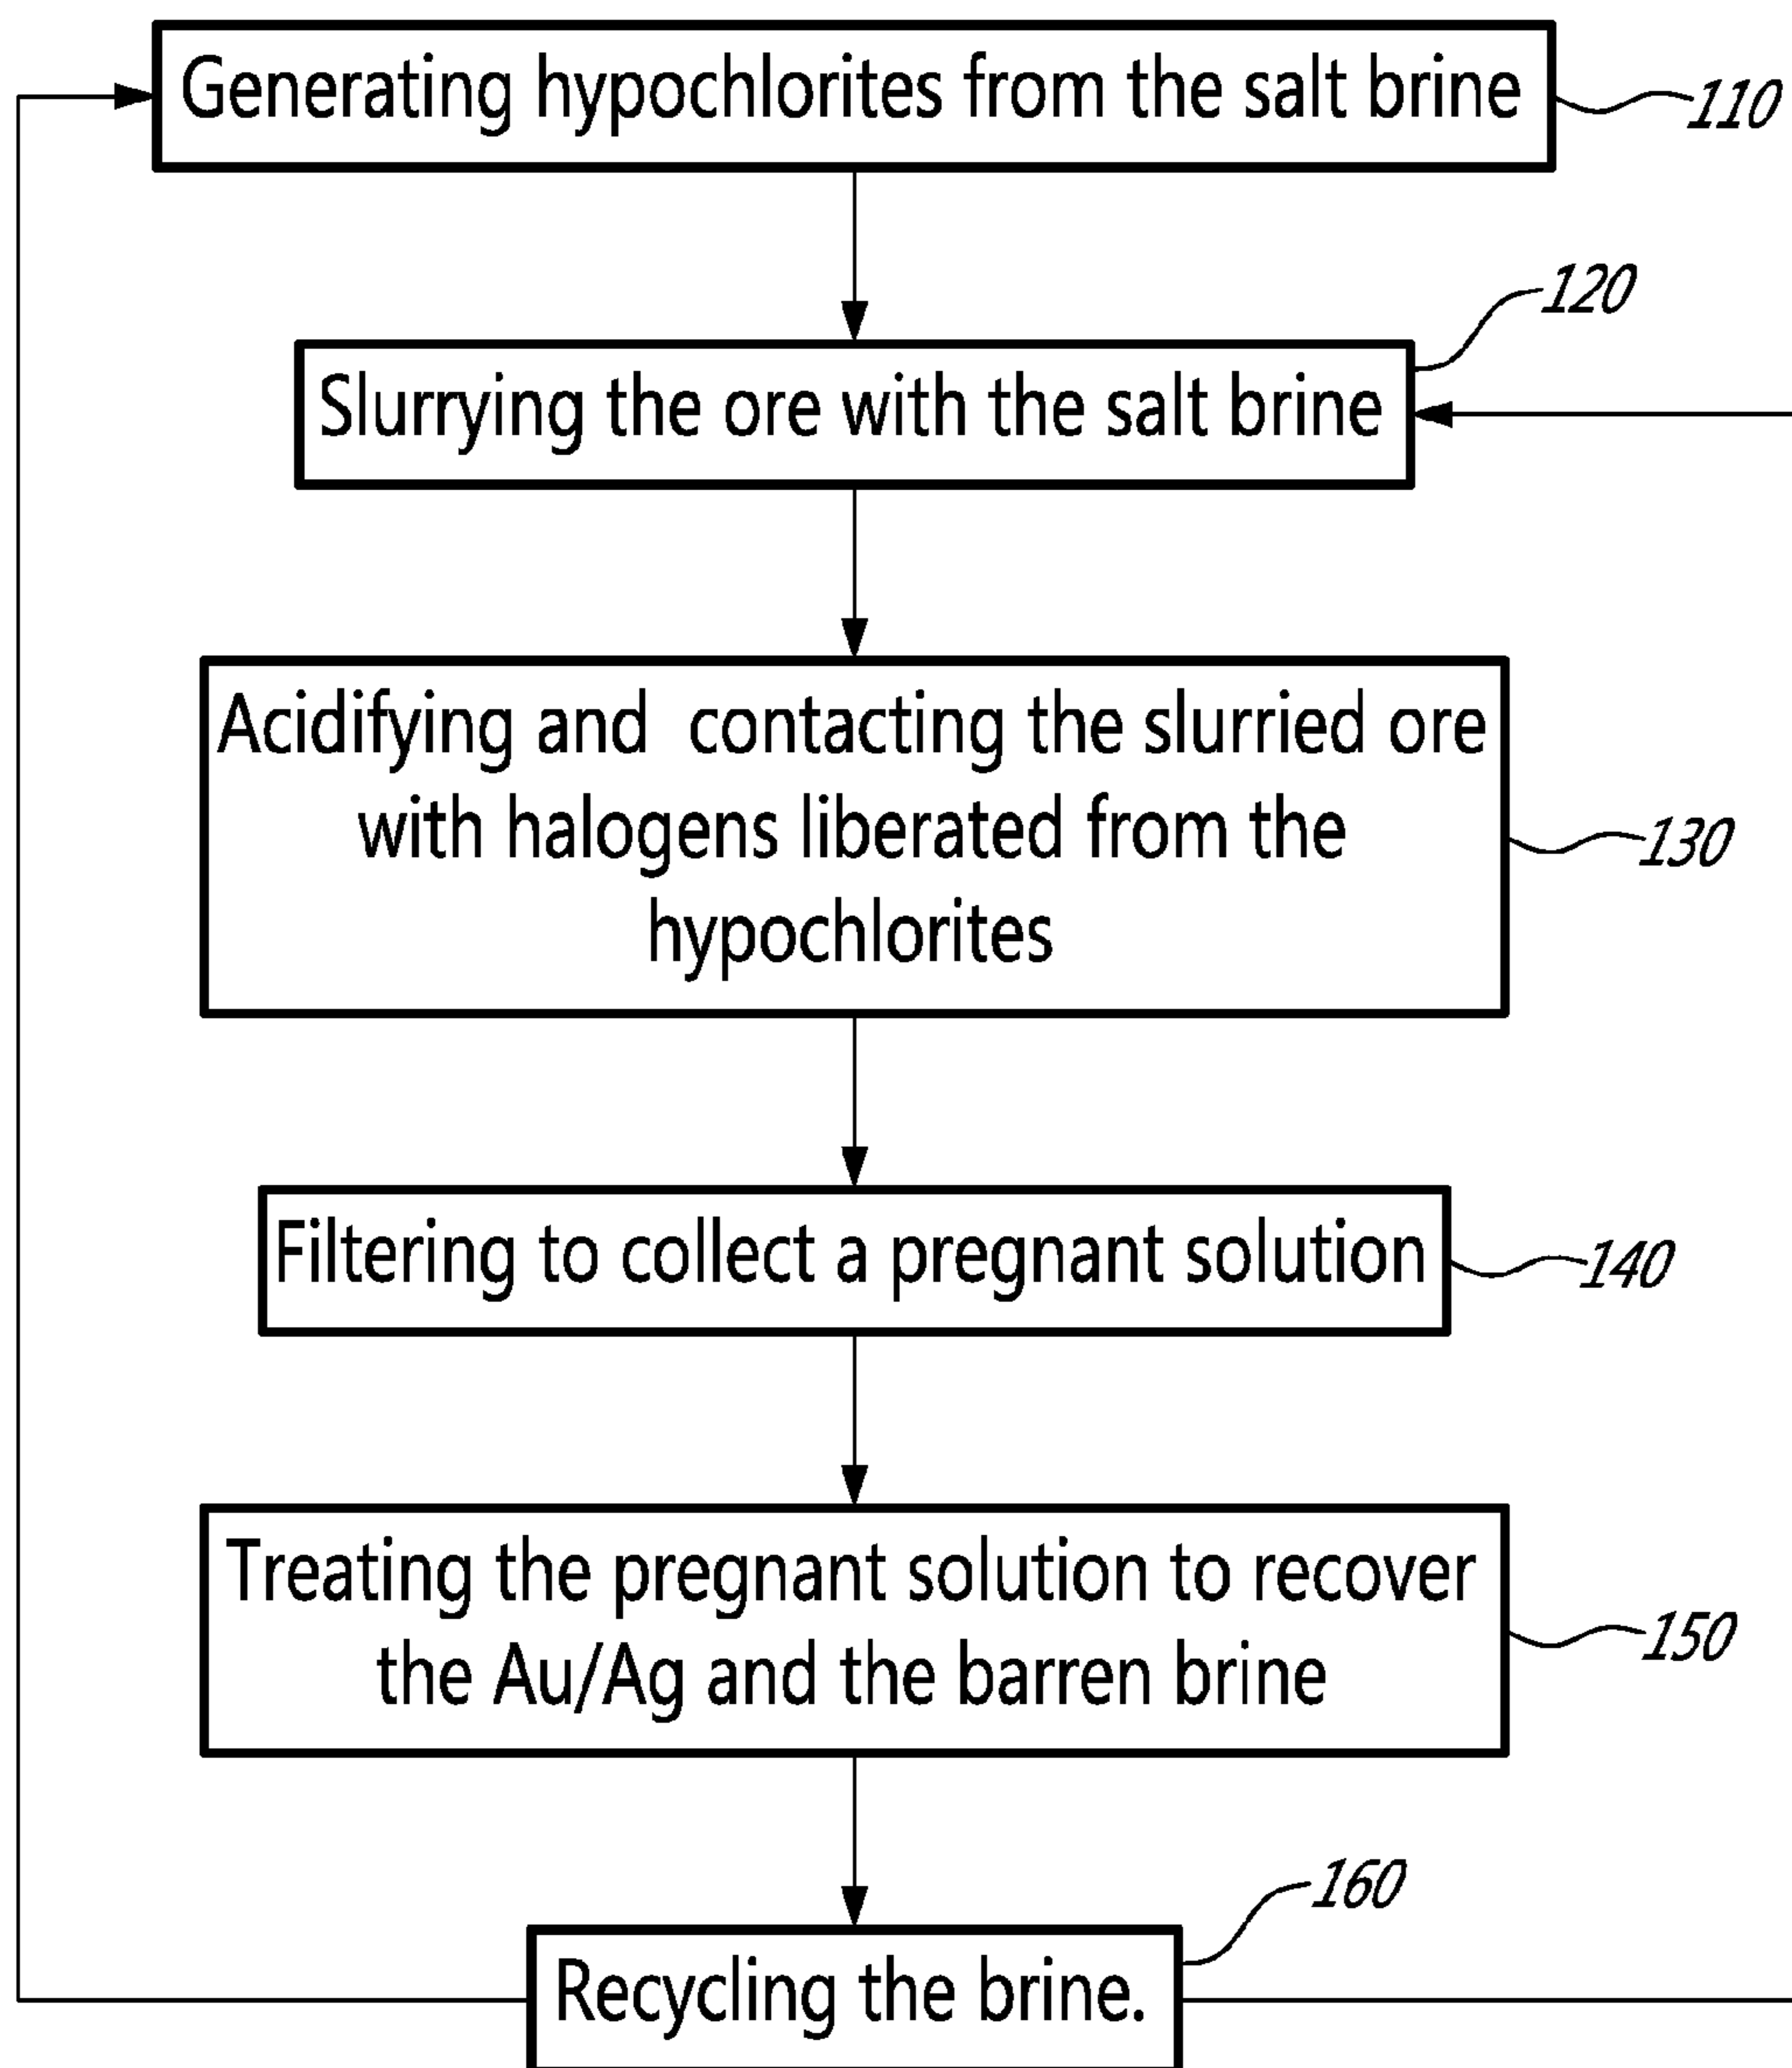 Generating hypochlorites from the salt brine
110
120
Slurrying the ore with the salt brine
Acidifying and  contacting the slurried ore
with halogens liberated from the
hypochlorites
130
Filtering to collect a pregnant solution
140
Treating the pregnant solution to recover
the Au/Ag and the barren brine
150
160
Recycling the brine.